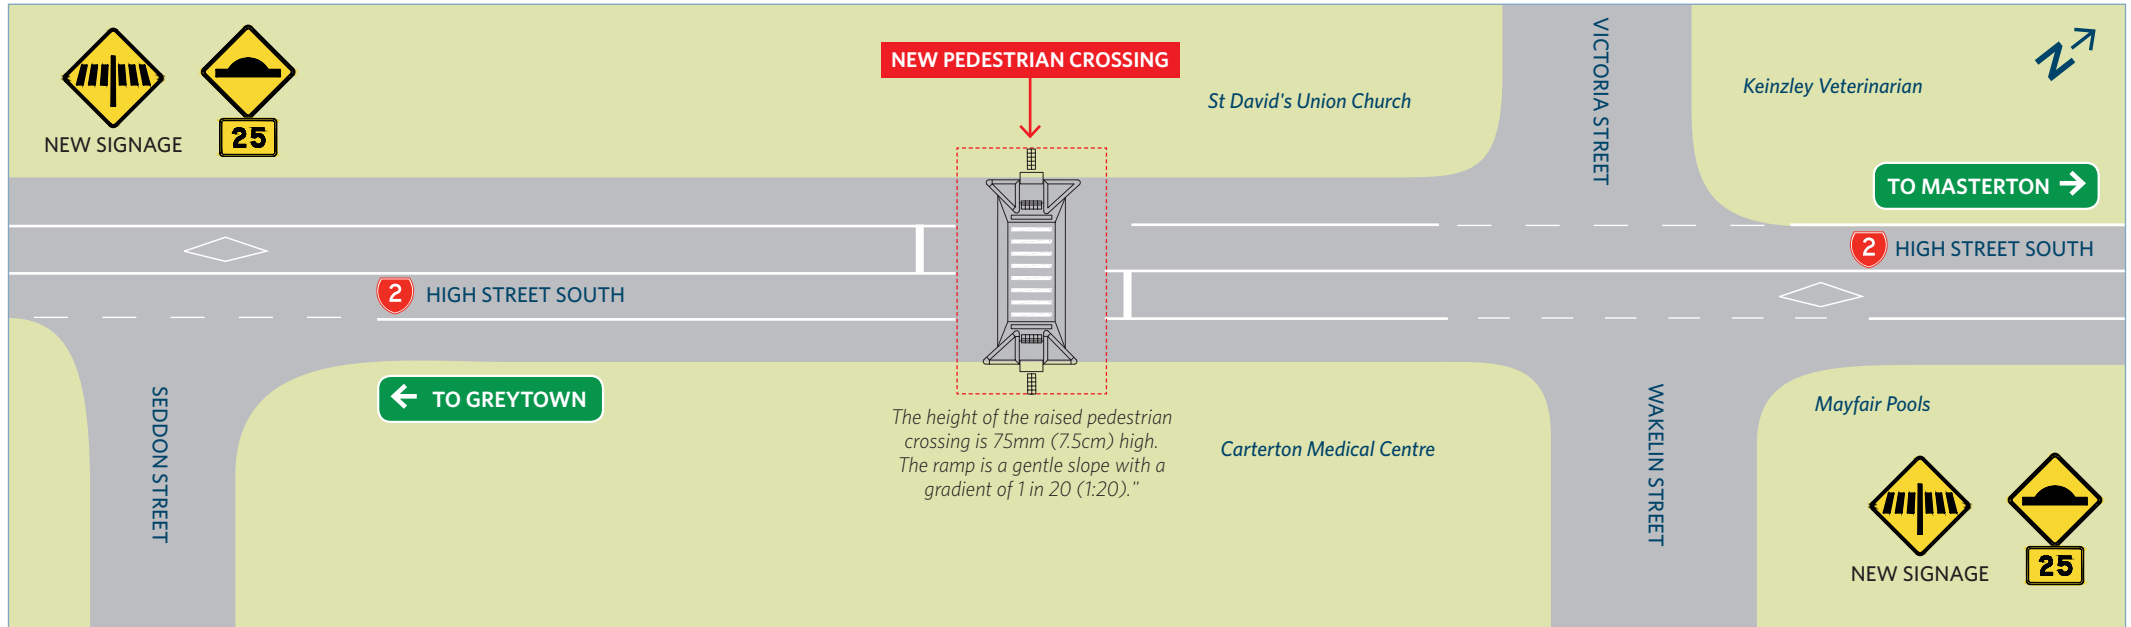 NEW SIGNAGE
25
NEW PEDESTRIAN CROSSING
St David's Union Church
VICTORIA STREET
Keinzley Veterinarian
N
TO MASTERTON
2 HIGH STREET SOUTH
2 HIGH STREET SOUTH
SEDDON STREET
TO GREYTOWN
The height of the raised pedestrian
crossing is 75mm (7.5cm) high.
The ramp is a gentle slope with a
gradient of 1 in 20 (1:20)."
Carterton Medical Centre
WAKELIN STREET
Mayfair Pools
NEW SIGNAGE
25